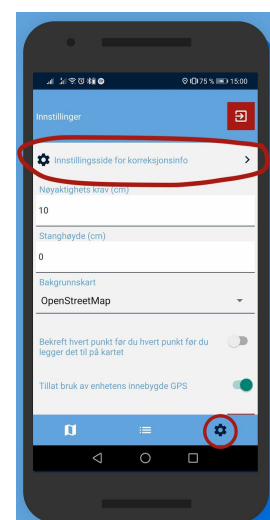 75 % 15:00
Innstillinger
Innstillingsside for korreksjonsinfo
Nøyaktighets krav (cm)
10
Stanghøyde (cm)
0
Bakgrunnskart
OpenStreetMap
Bekreft hvert punkt før du hvert punkt før du
legger det til på kartet
Tillat bruk av enhetens innebygde GPS